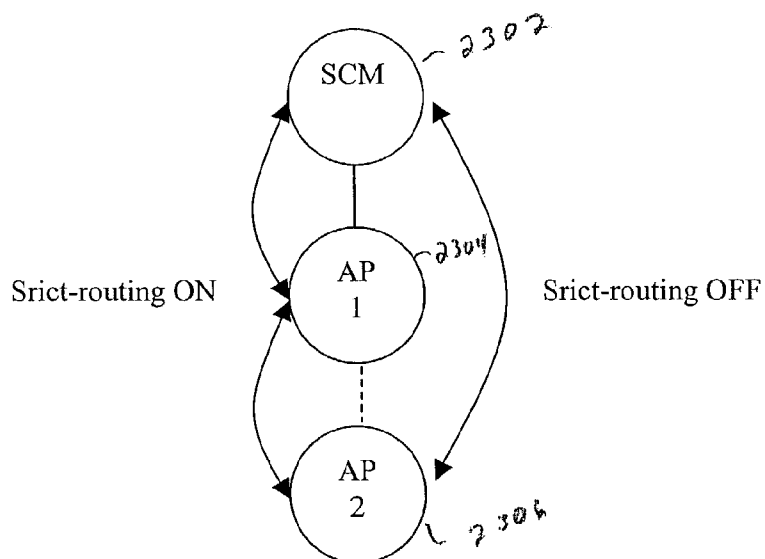 2302
SCM
2304
AP
1
Srict-routing ON
Srict-routing OFF
AP
2
2306